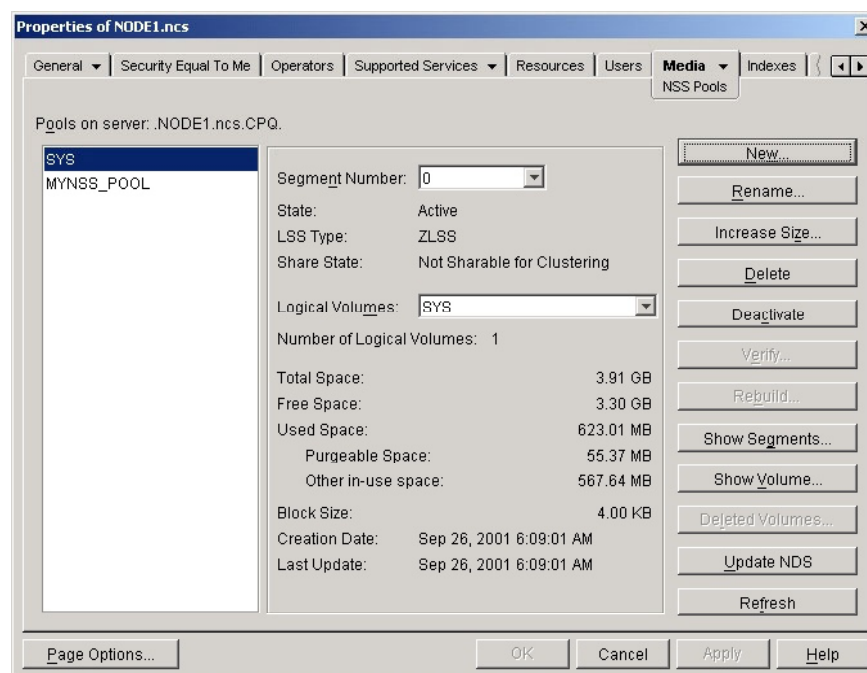 Properties of NODE1.ncs
General Security Equal To Me Operators Supported Services Resources Users Media Indexes
NSS Pools
Pools on server: .NODE1.ncs.CPQ.
SYS
MYNSS_POOL
Segment Number: 0
State: Active
LSS Type: ZLSS
Share State: Not Sharable for Clustering
Logical Volumes: SYS
Number of Logical Volumes: 1
Total Space: 3.91 GB
Free Space: 3.30 GB
Used Space: 623.01 MB
Purgeable Space: 55.37 MB
Other in-use space: 567.64 MB
Block Size: 4.00 KB
Creation Date: Sep 26, 2001 6:09:01 AM
Last Update: Sep 26, 2001 6:09:01 AM
New...
Rename...
Increase Size...
Delete
Deactivate
Verify...
Rebuild...
Show Segments...
Show Volume...
Deleted Volumes...
Update NDS
Refresh
Page Options... OK Cancel Apply Help